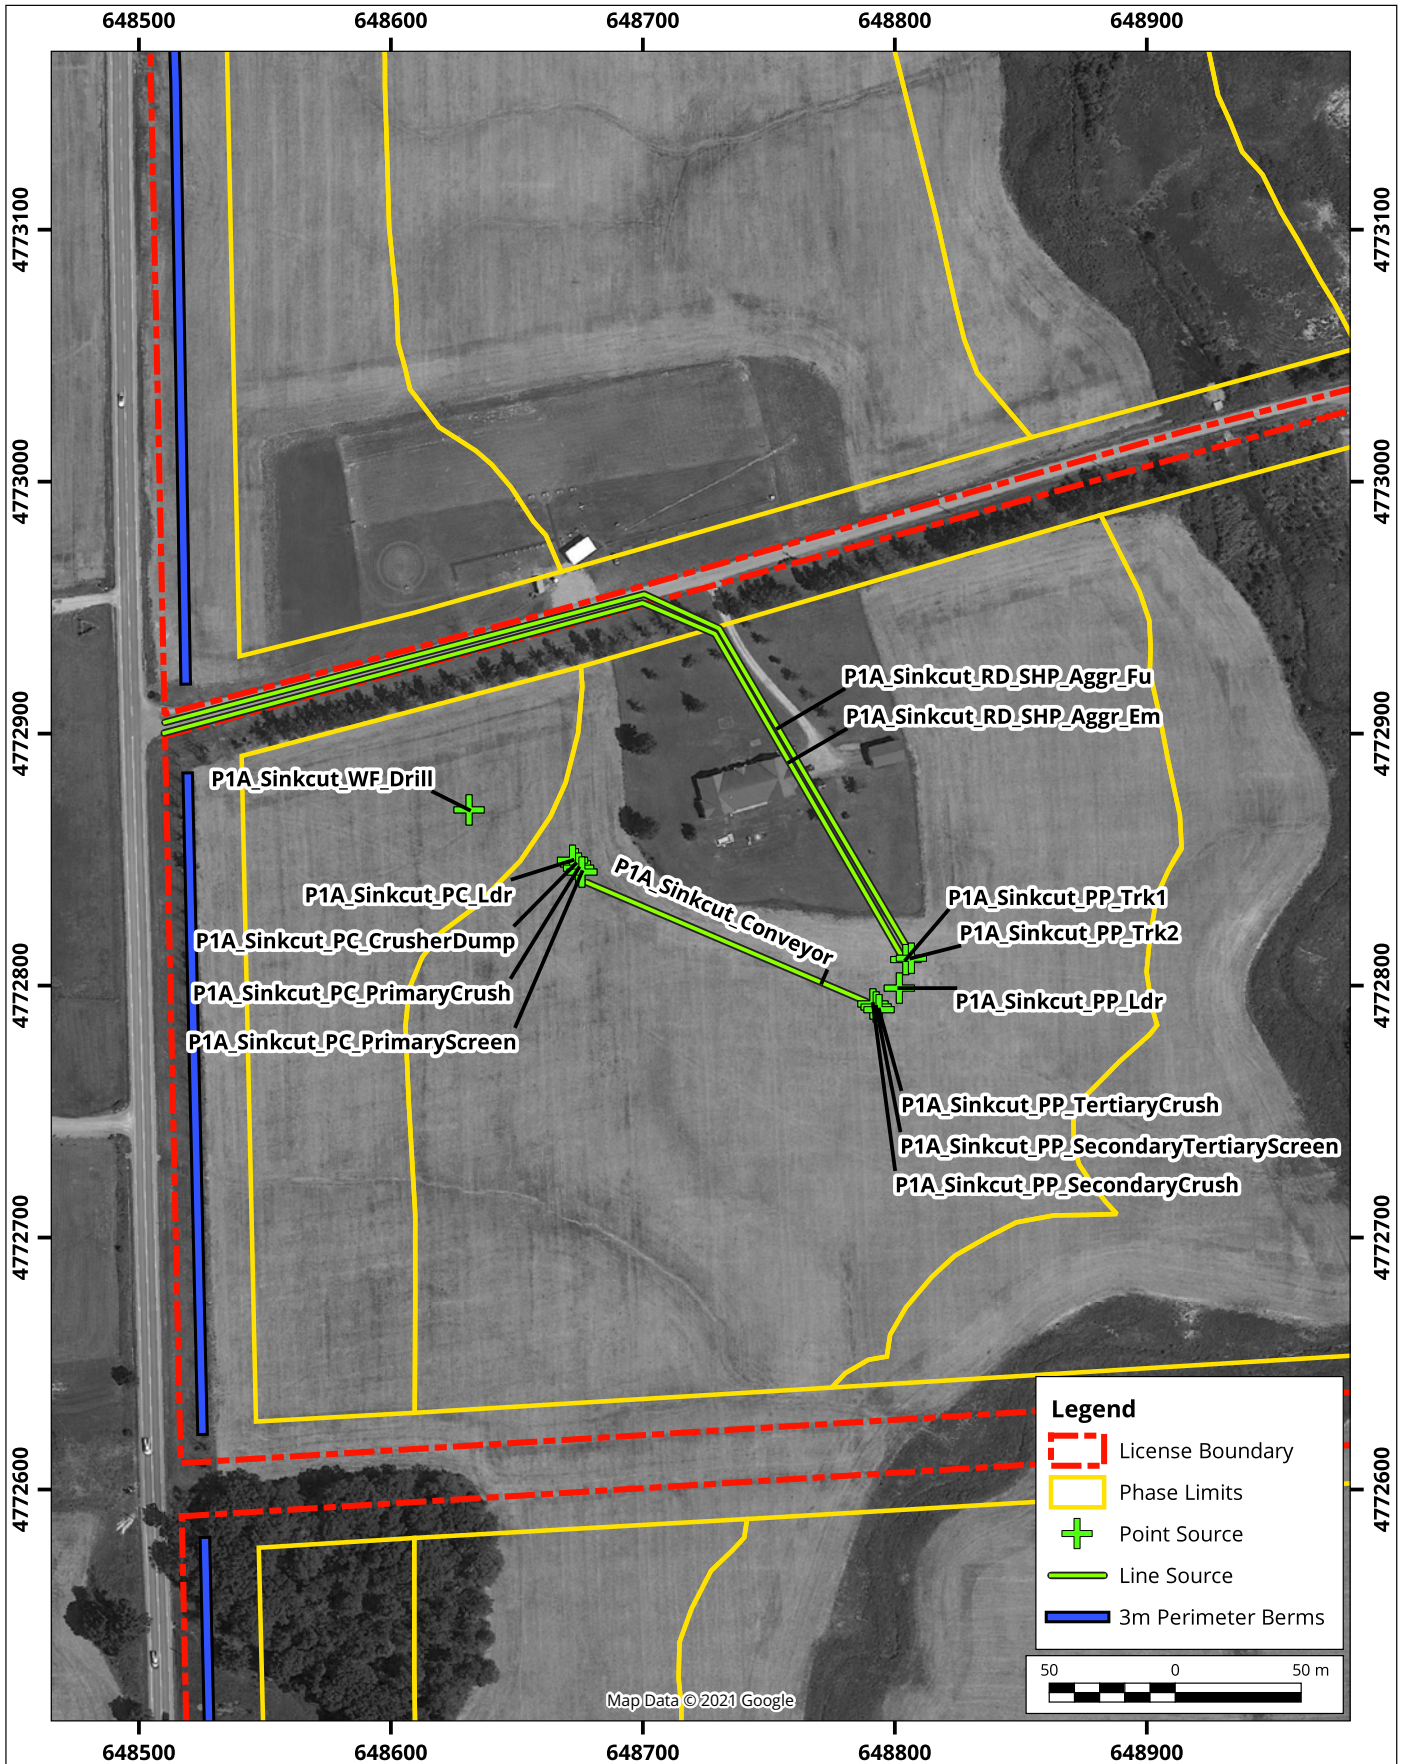 648500 648600 648700 648800 648900
4773100 4773100
4773000 4773000
P1A_Sinkcut_RD_SHP_Aggr_Fu
P1A_Sinkcut_RD_SHP_Aggr_Em
4772900 4772900
P1A_Sinkcut_WF_Drill
P1A_Sinkcut_PC_Ldr
P1A_Sinkcut_Conveyor
P1A_Sinkcut_PP_Trk1
P1A_Sinkcut_PP_Trk2
P1A_Sinkcut_PC_CrusherDump
P1A_Sinkcut_PC_PrimaryCrush
P1A_Sinkcut_PP_Ldr
4772800 4772800
P1A_Sinkcut_PC_PrimaryScreen
P1A_Sinkcut_PP_TertiaryCrush
P1A_Sinkcut_PP_SecondaryTertiaryScreen
P1A_Sinkcut_PP_SecondaryCrush
4772700 4772700
4772600 4772600
Legend
License Boundary
Phase Limits
Point Source
Line Source
3m Perimeter Berms
50 0 50 m
Map Data © 2021 Google
648500 648600 648700 648800 648900